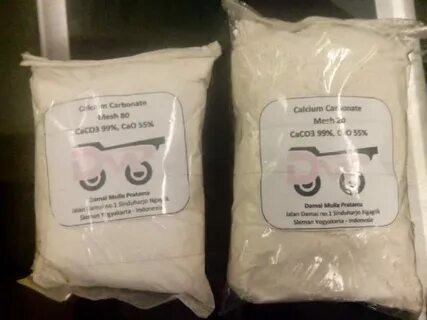 Calcium Carbonate
Mesh 80
CaCO3 99%, CaO 55%
Damai Mulia Pratama
Jalan Damai no.1 Sinduharjo Ngaglik
Sleman Yogyakarta - Indonesia
Calcium Carbonate
Mesh 20
CaCO3 99%, CaO 55%
Damai Mulia Pratama
Jalan Damai no.1 Sinduharjo Ngaglik
Sleman Yogyakarta - Indonesia